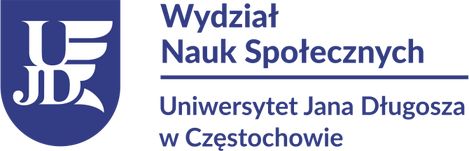 UJD
Wydział
Nauk Społecznych
Uniwersytet Jana Długosza
w Częstochowie